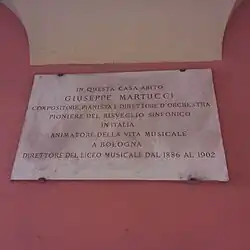 IN QUESTA CASA ABITÒ
GIUSEPPE MARTUCCI
COMPOSITORE, PIANISTA E DIRETTORE D'ORCHESTRA
PIONIERE DEL RISVEGLIO SINFONICO
IN ITALIA
ANIMATORE DELLA VITA MUSICALE
A BOLOGNA
DIRETTORE DEL LICEO MUSICALE DAL 1886 AL 1902